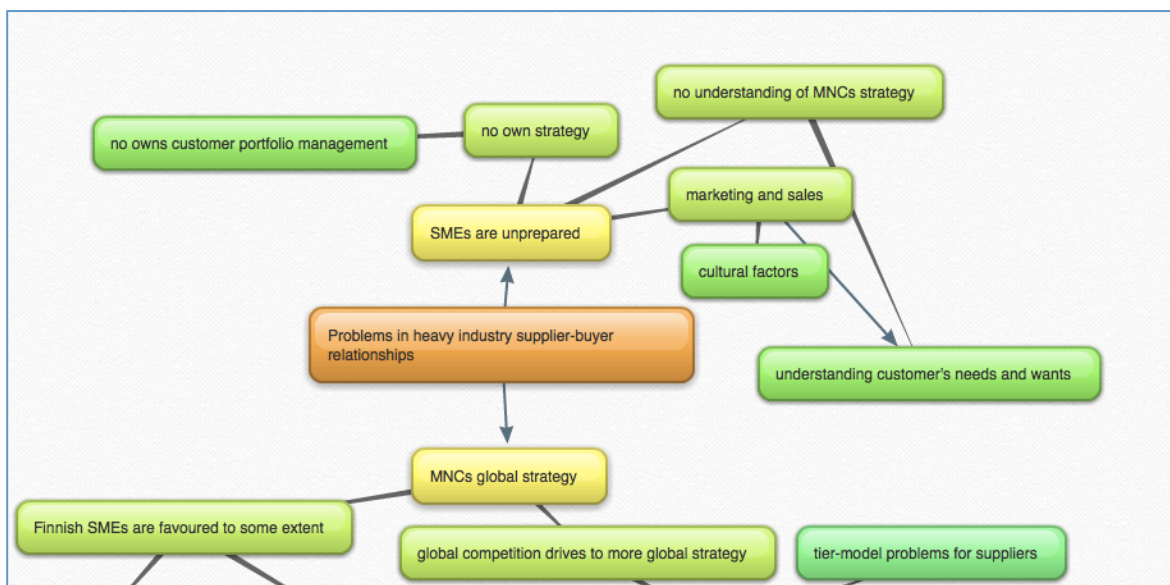 no understanding of MNCs strategy
no own strategy
no owns customer portfolio management
marketing and sales
SMEs are unprepared
cultural factors
Problems in heavy industry supplier-buyer
relationships
understanding customer's needs and wants
MNCs global strategy
Finnish SMEs are favoured to some extent
global competition drives to more global strategy
tier-model problems for suppliers